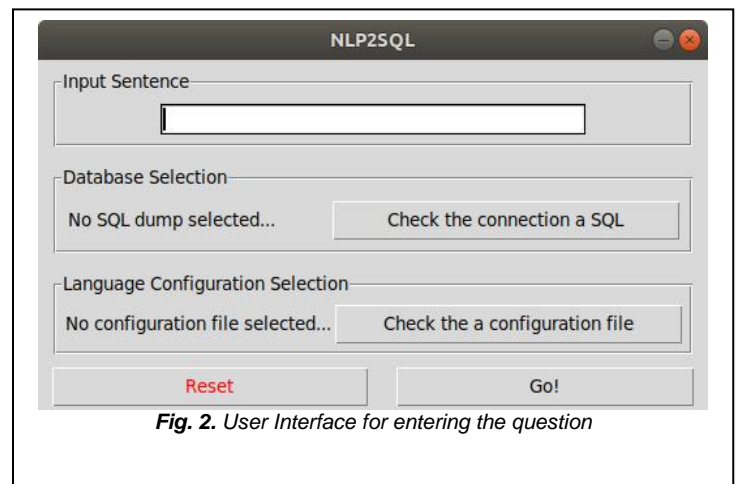 NLP2SQL
Input Sentence
Database Selection
No SQL dump selected... Check the connection a SQL
Language Configuration Selection
No configuration file selected... Check the a configuration file
Reset Go!
Fig. 2. User Interface for entering the question